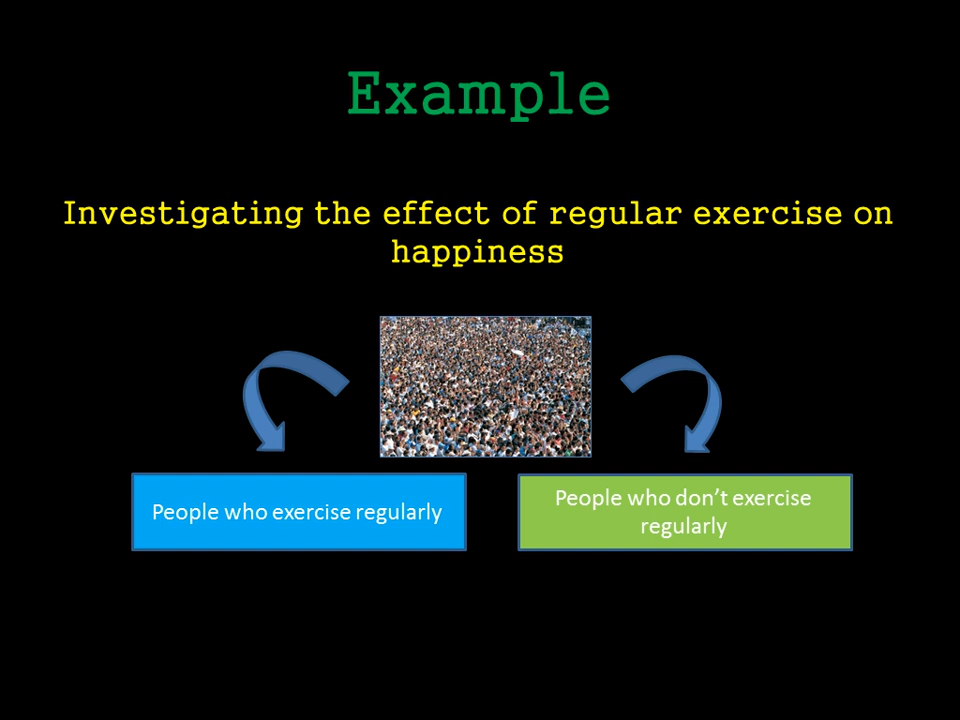 Example
Investigating the effect of regular exercise on
happiness
People who exercise regularly
People who don’t exercise
regularly